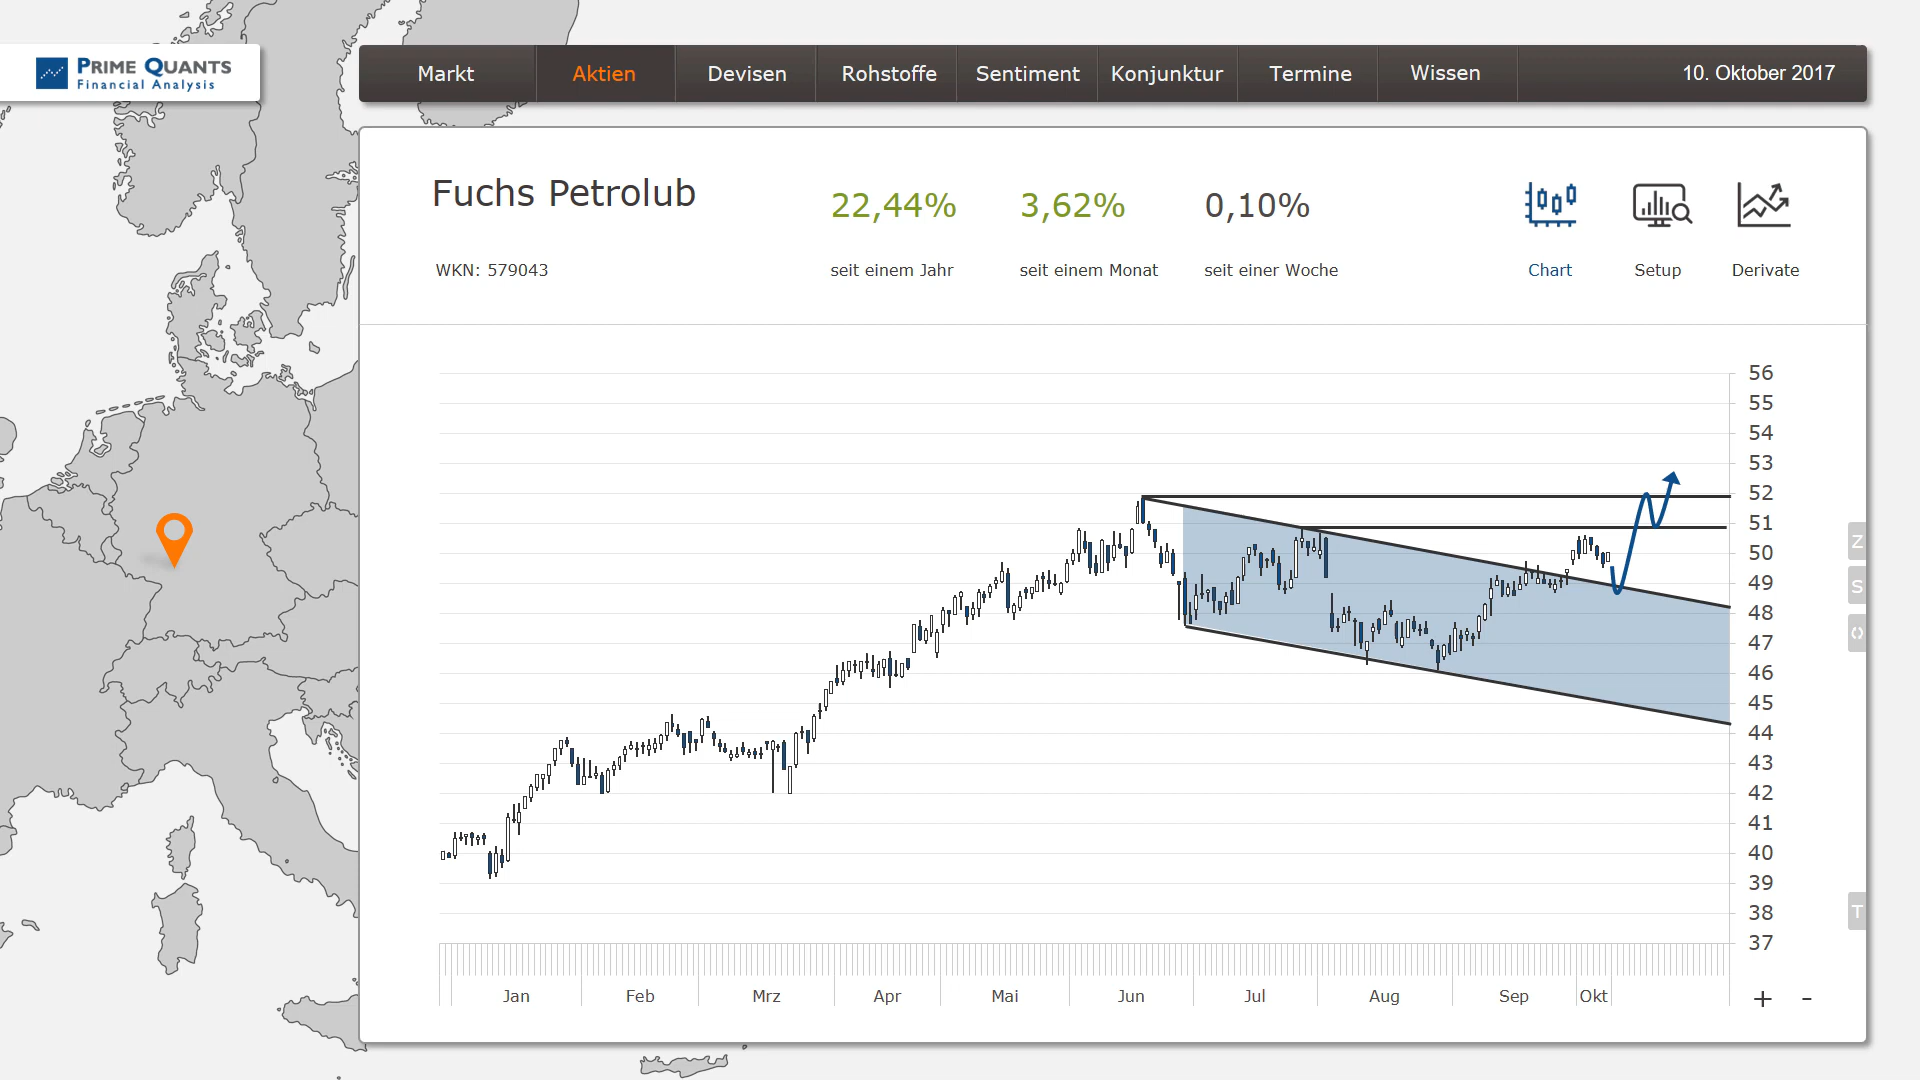 PRIME QUANTS
Financial Analysis
Markt
Aktien
Devisen
Rohstoffe
Sentiment
Konjunktur
Termine
Wissen
10. Oktober 2017
Fuchs Petrolub
22,44%
3,62%
0,10%
WKN: 579043
seit einem Jahr
seit einem Monat
seit einer Woche
Chart
Setup
Derivate
56
55
54
53
52
51
50
49
48
47
46
45
44
43
42
41
40
39
38
37
Z
S
T
Jan
Feb
Mrz
Apr
Mai
Jun
Jul
Aug
Sep
Okt
+
-